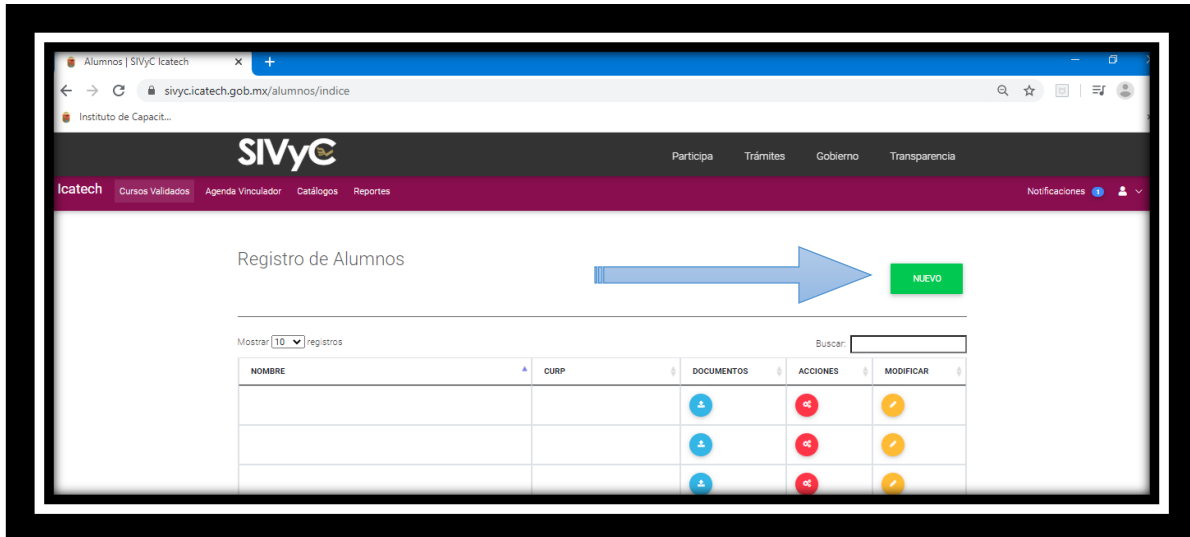 Alumnos | SIVyC Icatech
sivyc.icatech.gob.mx/alumnos/indice
Instituto de Capacit...
SIVyC
Participa Trámites Gobierno Transparencia
Icatech Cursos Validados Agenda Vinculador Catálogos Reportes Notificaciones 1
Registro de Alumnos
NUEVO
Mostrar 10 registros Buscar:
NOMBRE CURP DOCUMENTOS ACCIONES MODIFICAR